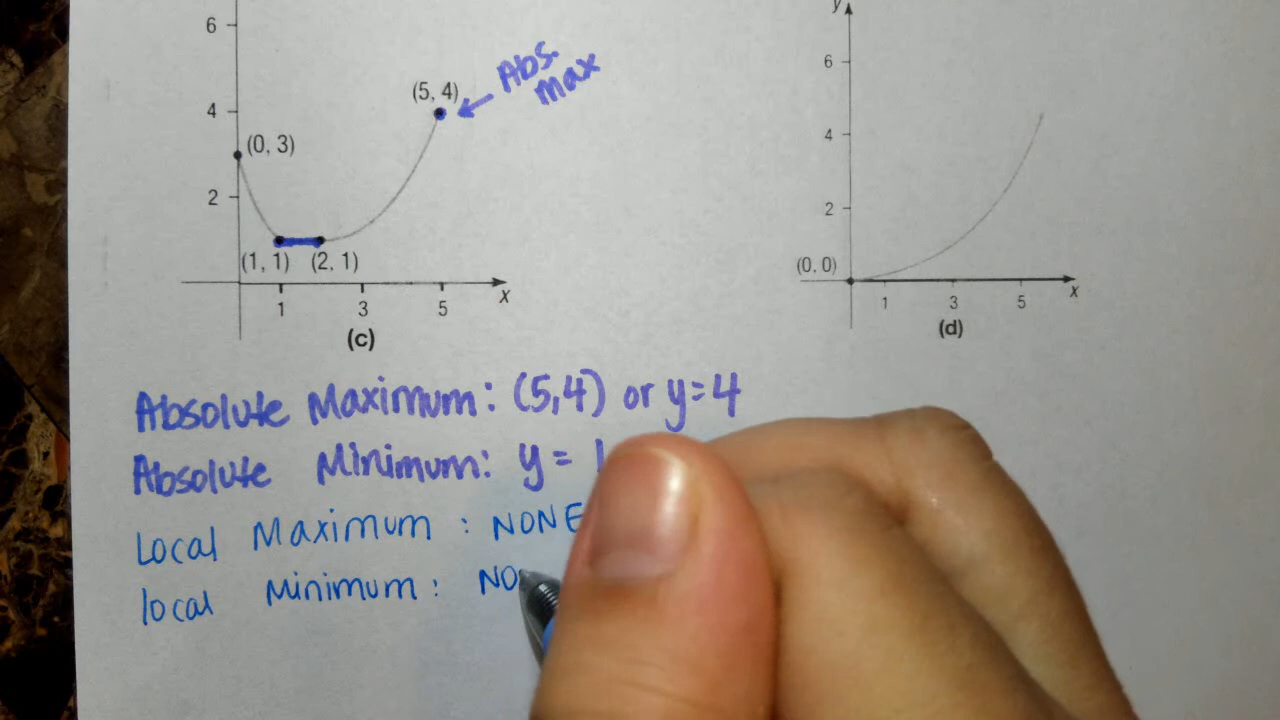 y
6
Abs.
max
(5, 4)
6
4
(0, 3)
4
2
2
(1, 1) (2, 1)
(0, 0)
1 3 5 x
1 3 5 x
(c)
(d)
Absolute Maximum: (5,4) or y=4
Absolute Minimum: y = 1
Local Maximum : NONE
local Minimum : NO